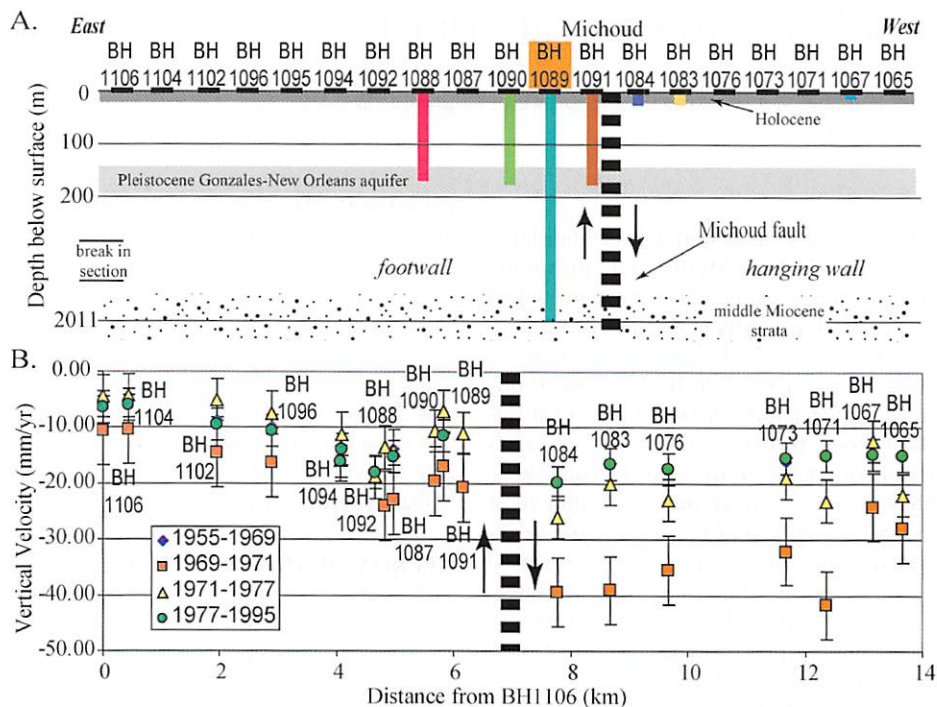 A.
East
Michoud
West
BH BH BH BH BH BH BH BH BH BH BH BH BH BH BH BH BH BH BH
1106 1104 1102 1096 1095 1094 1092 1088 1087 1090 1089 1091 1084 1083 1076 1073 1071 1067 1065
Depth below surface (m)
0
100
200
2011
Holocene
Pleistocene Gonzales-New Orleans aquifer
break in
section
footwall
Michoud fault
hanging wall
middle Miocene
strata
B.
Vertical Velocity (mm/yr)
0.00
-10.00
-20.00
-30.00
-40.00
-50.00
BH
1106
BH
1104
BH
1102
BH
1096
BH
1094
BH
1092
BH
1088
BH
1087
BH
1090
BH
1089
BH
1091
BH
1084
BH
1083
BH
1076
BH
1073
BH
1071
BH
1067
BH
1065
1955-1969
1969-1971
1971-1977
1977-1995
0 2 4 6 8 10 12 14
Distance from BH1106 (km)